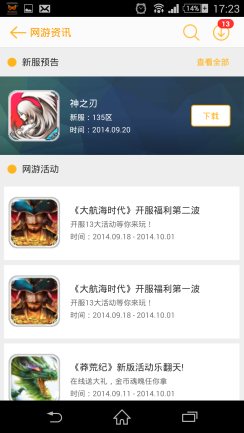 17:23
网游资讯
13
新服预告
查看全部
神之刃
新服：135区
时间：2014.09.20
下载
网游活动
《大航海时代》开服福利第二波
开服13大活动等你来玩！
时间：2014.09.18 - 2014.10.01
《大航海时代》开服福利第一波
开服13大活动等你来玩！
时间：2014.09.18 - 2014.10.01
《莽荒纪》新版活动乐翻天!
在线送大礼，金币魂魄任你拿
时间：2014.09.15 - 2014.10.01